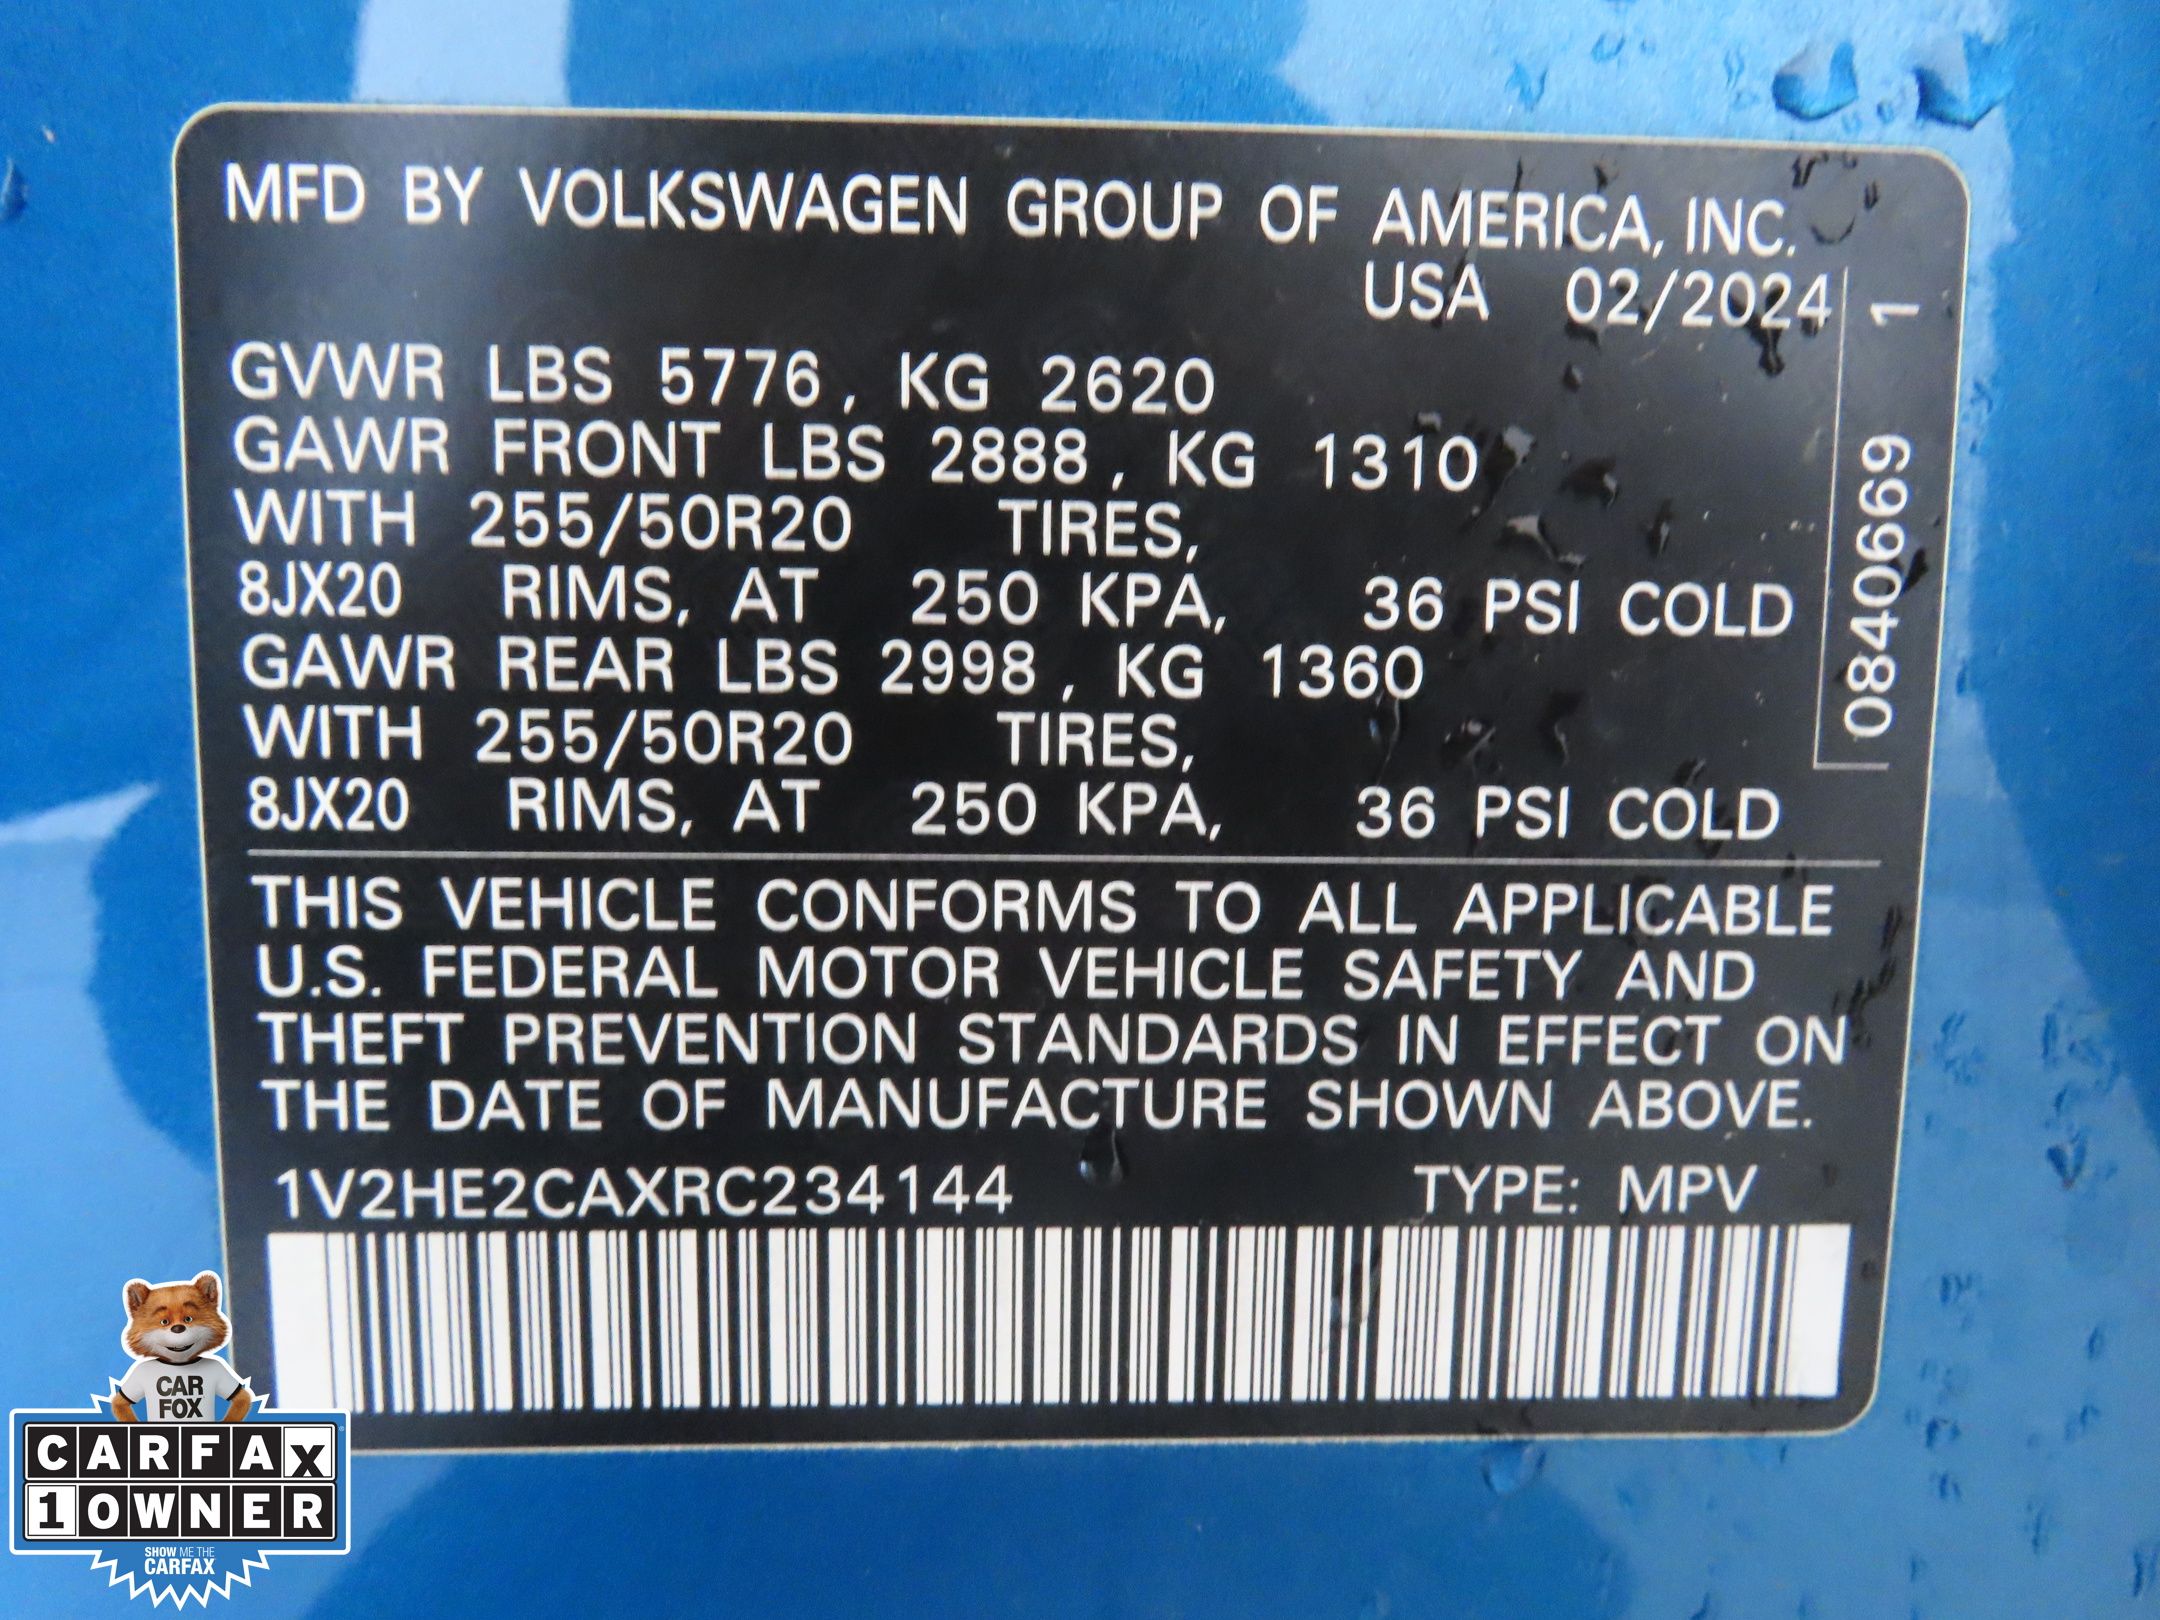 MFD BY VOLKSWAGEN GROUP OF AMERICA, INC.
USA 02/2024
GVWR LBS 5776, KG 2620
GAWR FRONT LBS 2888, KG 1310
WITH 255/50R20 TIRES,
8JX20 RIMS, AT 250 KPA, 36 PSI COLD
GAWR REAR LBS 2998, KG 1360
WITH 255/50R20 TIRES,
8JX20 RIMS, AT 250 KPA, 36 PSI COLD
0840669 1
THIS VEHICLE CONFORMS TO ALL APPLICABLE
U.S. FEDERAL MOTOR VEHICLE SAFETY AND
THEFT PREVENTION STANDARDS IN EFFECT ON
THE DATE OF MANUFACTURE SHOWN ABOVE.
1V2HE2CAXRC234144 TYPE: MPV
CAR
FOX
CARFAX
1 OWNER
SHOW ME THE
CARFAX